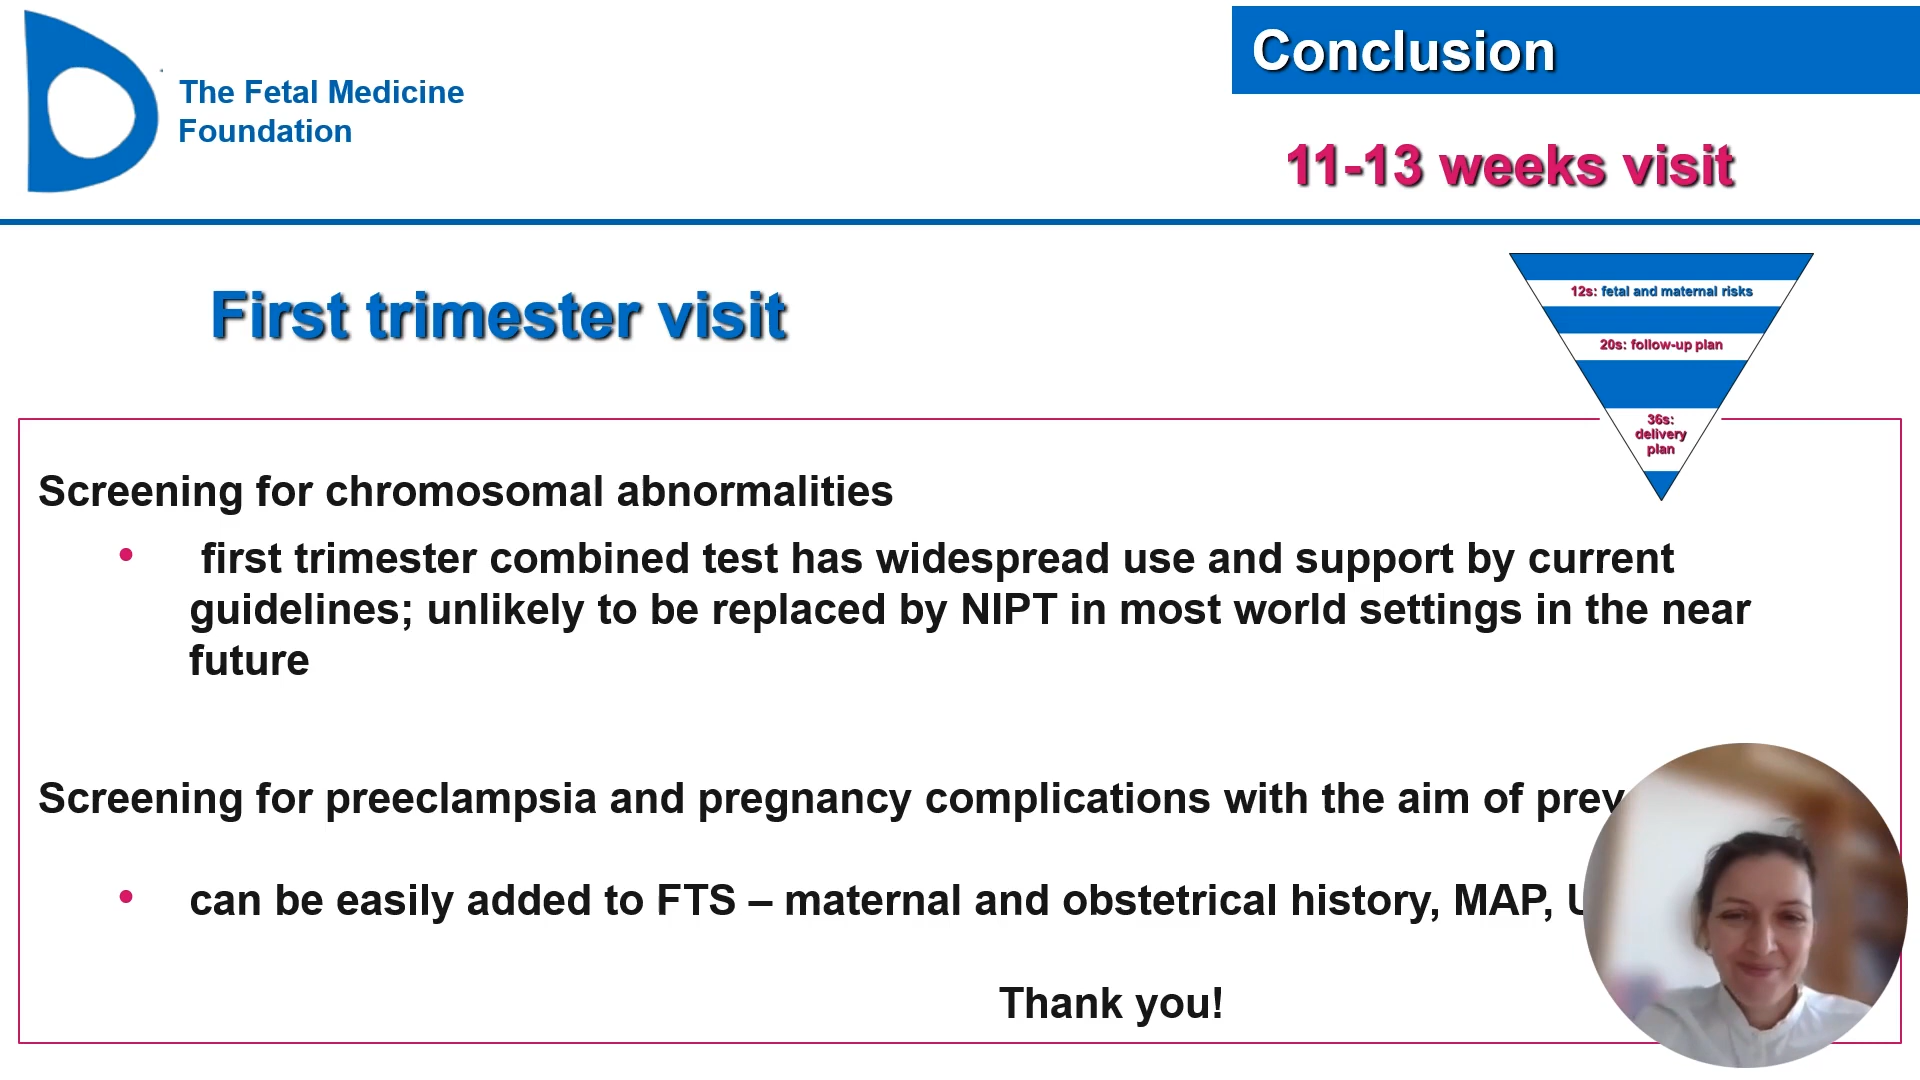 The Fetal Medicine
Foundation
Conclusion
11-13 weeks visit
First trimester visit
12s: fetal and maternal risks
20s: follow-up plan
36s:
delivery
plan
Screening for chromosomal abnormalities
• first trimester combined test has widespread use and support by current
guidelines; unlikely to be replaced by NIPT in most world settings in the near
future
Screening for preeclampsia and pregnancy complications with the aim of
• can be easily added to FTS – maternal and obstetrical history, MAP,
Thank you!